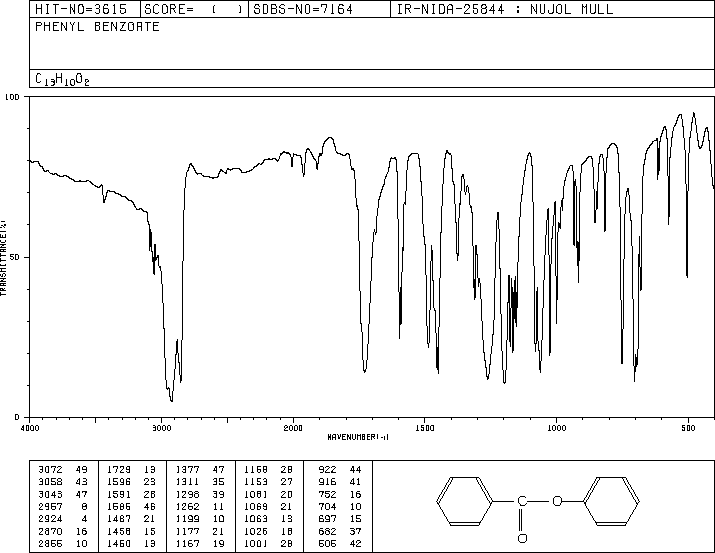 HIT-NO=3615 SCORE= ( ) SDBS-NO=7164 IR-NIDA-25844 : NUJOL MULL
PHENYL BENZOATE
C13H10O2
100
50
0
TRANSMITTANCE(%)
4000 3000 2000 1500 1000 500
WAVENUMBER(-1)
3072 49 1729 13 1377 47 1168 28 922 44
3058 43 1596 23 1311 35 1153 27 916 41
3043 47 1591 26 1298 39 1081 20 752 16
2957 8 1585 46 1262 11 1069 21 704 10
2924 4 1487 21 1199 10 1063 13 697 15
2870 16 1458 15 1177 21 1026 18 682 37
2855 10 1450 13 1167 19 1001 28 505 42
C O
O